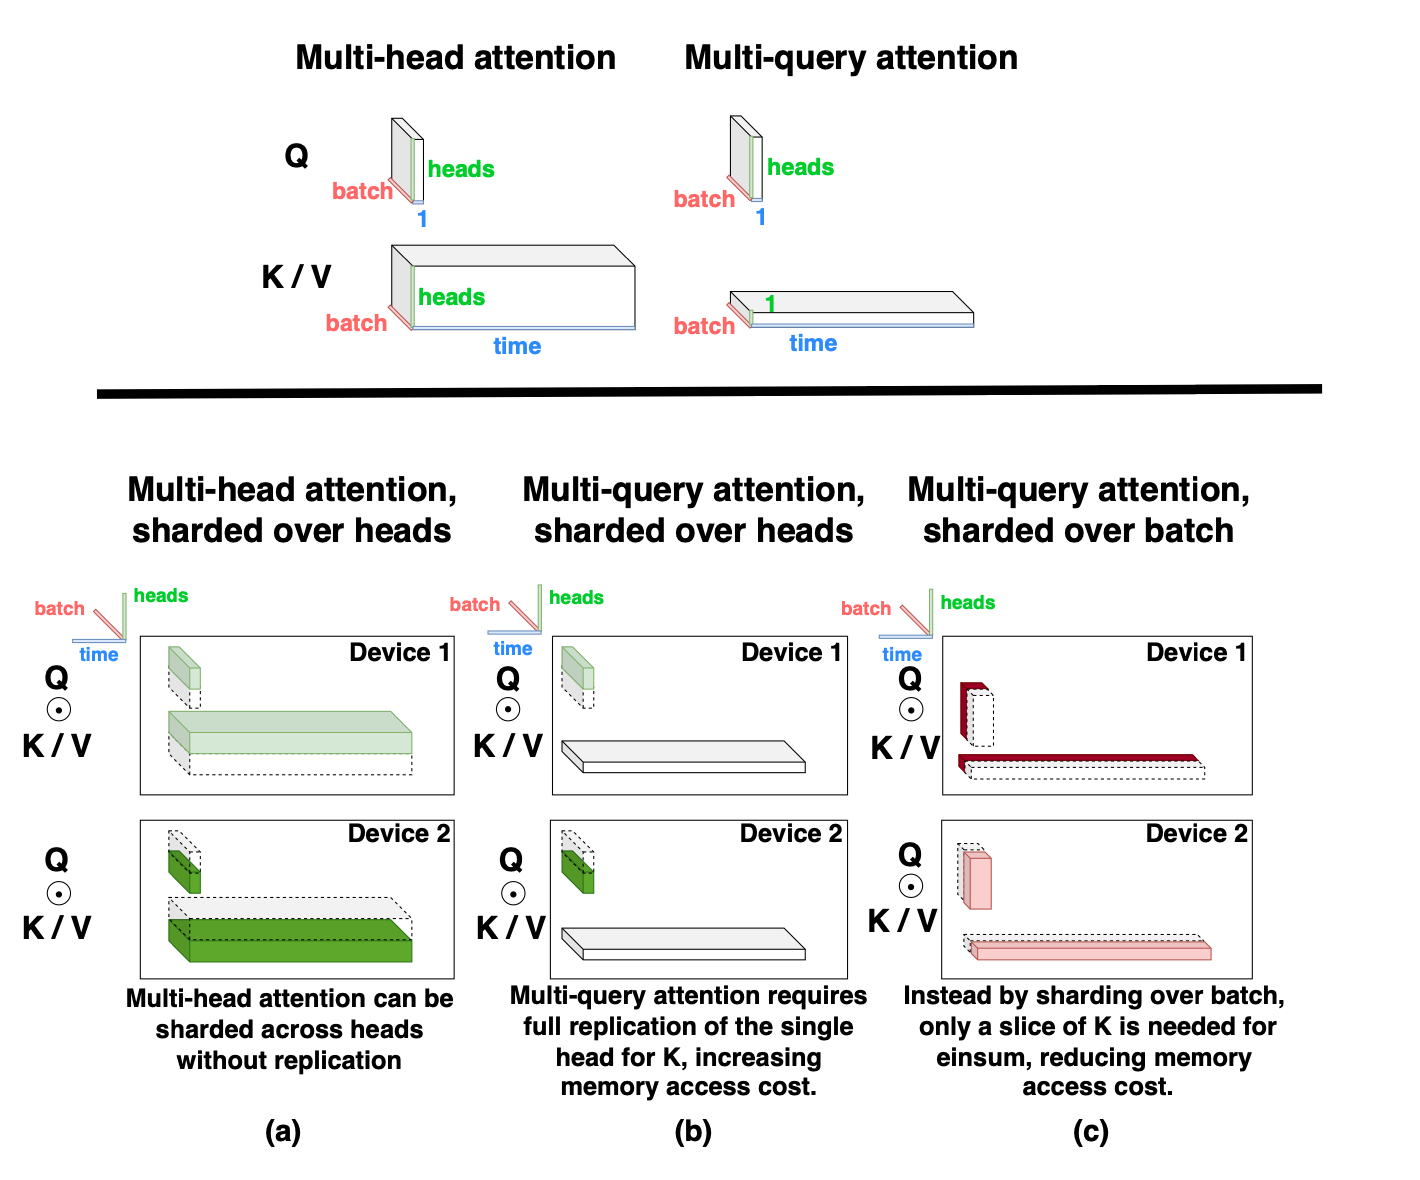 Multi-head attention
Multi-query attention
Q
heads
batch
1
heads
batch
1
K / V
heads
batch
time
1
batch
time
Multi-head attention,
sharded over heads
Multi-query attention,
sharded over heads
Multi-query attention,
sharded over batch
heads
batch
time
Device 1
Q
K / V
Device 2
Q
K / V
Multi-head attention can be
sharded across heads
without replication
(a)
heads
batch
time
Device 1
Q
K / V
Device 2
Q
K / V
Multi-query attention requires
full replication of the single
head for K, increasing
memory access cost.
(b)
heads
batch
time
Device 1
Q
K / V
Device 2
Q
K / V
Instead by sharding over batch,
only a slice of K is needed for
einsum, reducing memory
access cost.
(c)